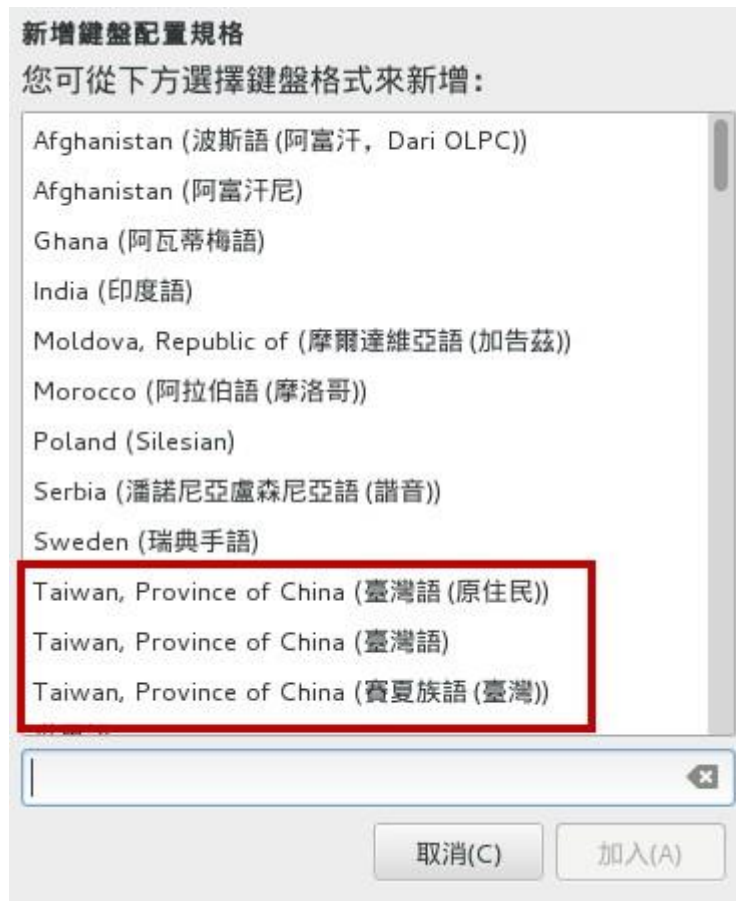 新增鍵盤配置規格
您可從下方選擇鍵盤格式來新增:
Afghanistan (波斯語 (阿富汗，Dari OLPC))
Afghanistan (阿富汗尼)
Ghana (阿瓦蒂梅語)
India (印度語)
Moldova, Republic of (摩爾達維亞語 (加告茲))
Morocco (阿拉伯語 (摩洛哥))
Poland (Silesian)
Serbia (潘諾尼亞盧森尼亞語 (諧音))
Sweden (瑞典手語)
Taiwan, Province of China (臺灣語 (原住民))
Taiwan, Province of China (臺灣語)
Taiwan, Province of China (賽夏族語 (臺灣))
取消(C)
加入(A)